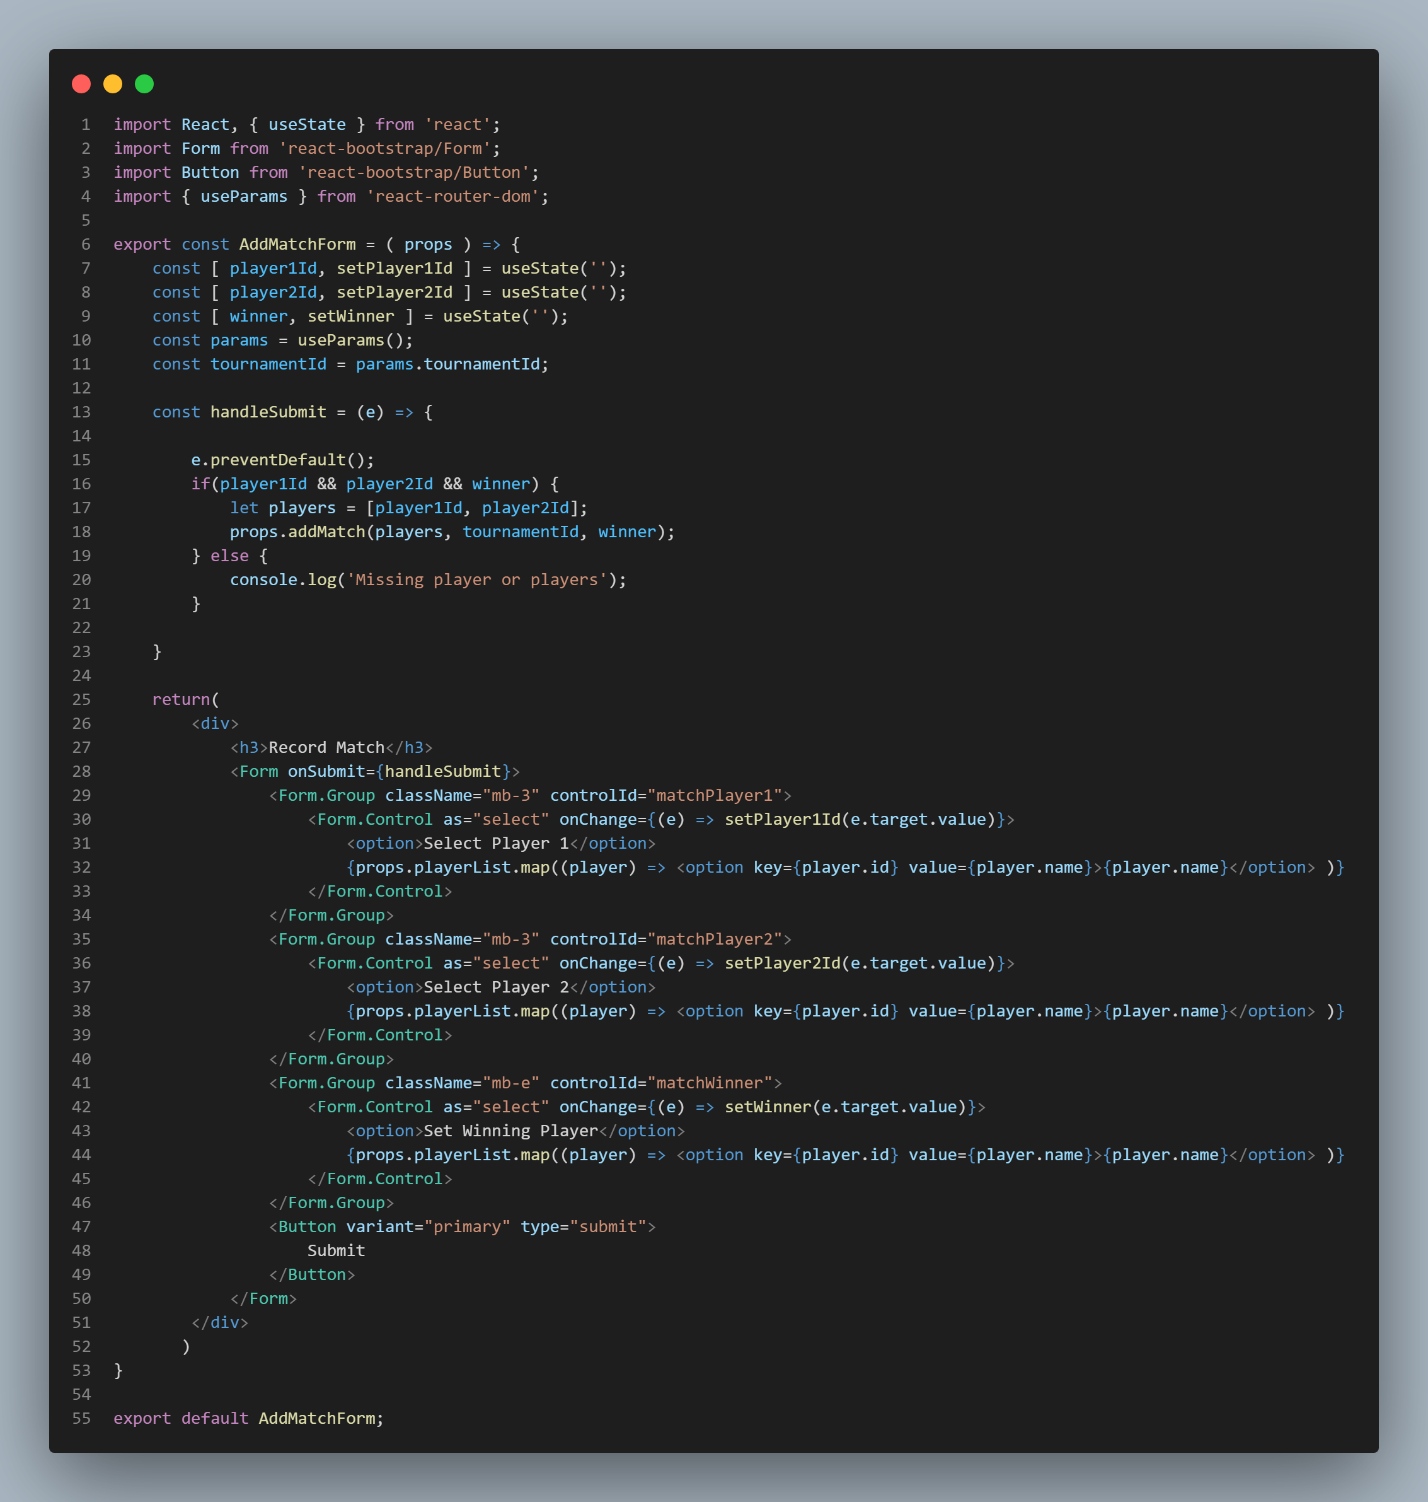 1 import React, { useState } from 'react';
2 import Form from 'react-bootstrap/Form';
3 import Button from 'react-bootstrap/Button';
4 import { useParams } from 'react-router-dom';
5
6 export const AddMatchForm = ( props ) => {
7     const [ player1Id, setPlayer1Id ] = useState('');
8     const [ player2Id, setPlayer2Id ] = useState('');
9     const [ winner, setWinner ] = useState('');
10     const params = useParams();
11     const tournamentId = params.tournamentId;
12
13     const handleSubmit = (e) => {
14
15         e.preventDefault();
16         if(player1Id && player2Id && winner) {
17             let players = [player1Id, player2Id];
18             props.addMatch(players, tournamentId, winner);
19         } else {
20             console.log('Missing player or players');
21         }
22
23     }
24
25     return(
26         <div>
27             <h3>Record Match</h3>
28             <Form onSubmit={handleSubmit}>
29                 <Form.Group className="mb-3" controlId="matchPlayer1">
30                     <Form.Control as="select" onChange={(e) => setPlayer1Id(e.target.value)}>
31                         <option>Select Player 1</option>
32                         {props.playerList.map((player) => <option key={player.id} value={player.name}>{player.name}</option> )}
33                     </Form.Control>
34                 </Form.Group>
35                 <Form.Group className="mb-3" controlId="matchPlayer2">
36                     <Form.Control as="select" onChange={(e) => setPlayer2Id(e.target.value)}>
37                         <option>Select Player 2</option>
38                         {props.playerList.map((player) => <option key={player.id} value={player.name}>{player.name}</option> )}
39                     </Form.Control>
40                 </Form.Group>
41                 <Form.Group className="mb-e" controlId="matchWinner">
42                     <Form.Control as="select" onChange={(e) => setWinner(e.target.value)}>
43                         <option>Set Winning Player</option>
44                         {props.playerList.map((player) => <option key={player.id} value={player.name}>{player.name}</option> )}
45                     </Form.Control>
46                 </Form.Group>
47                 <Button variant="primary" type="submit">
48                     Submit
49                 </Button>
50             </Form>
51         </div>
52        )
53 }
54
55 export default AddMatchForm;